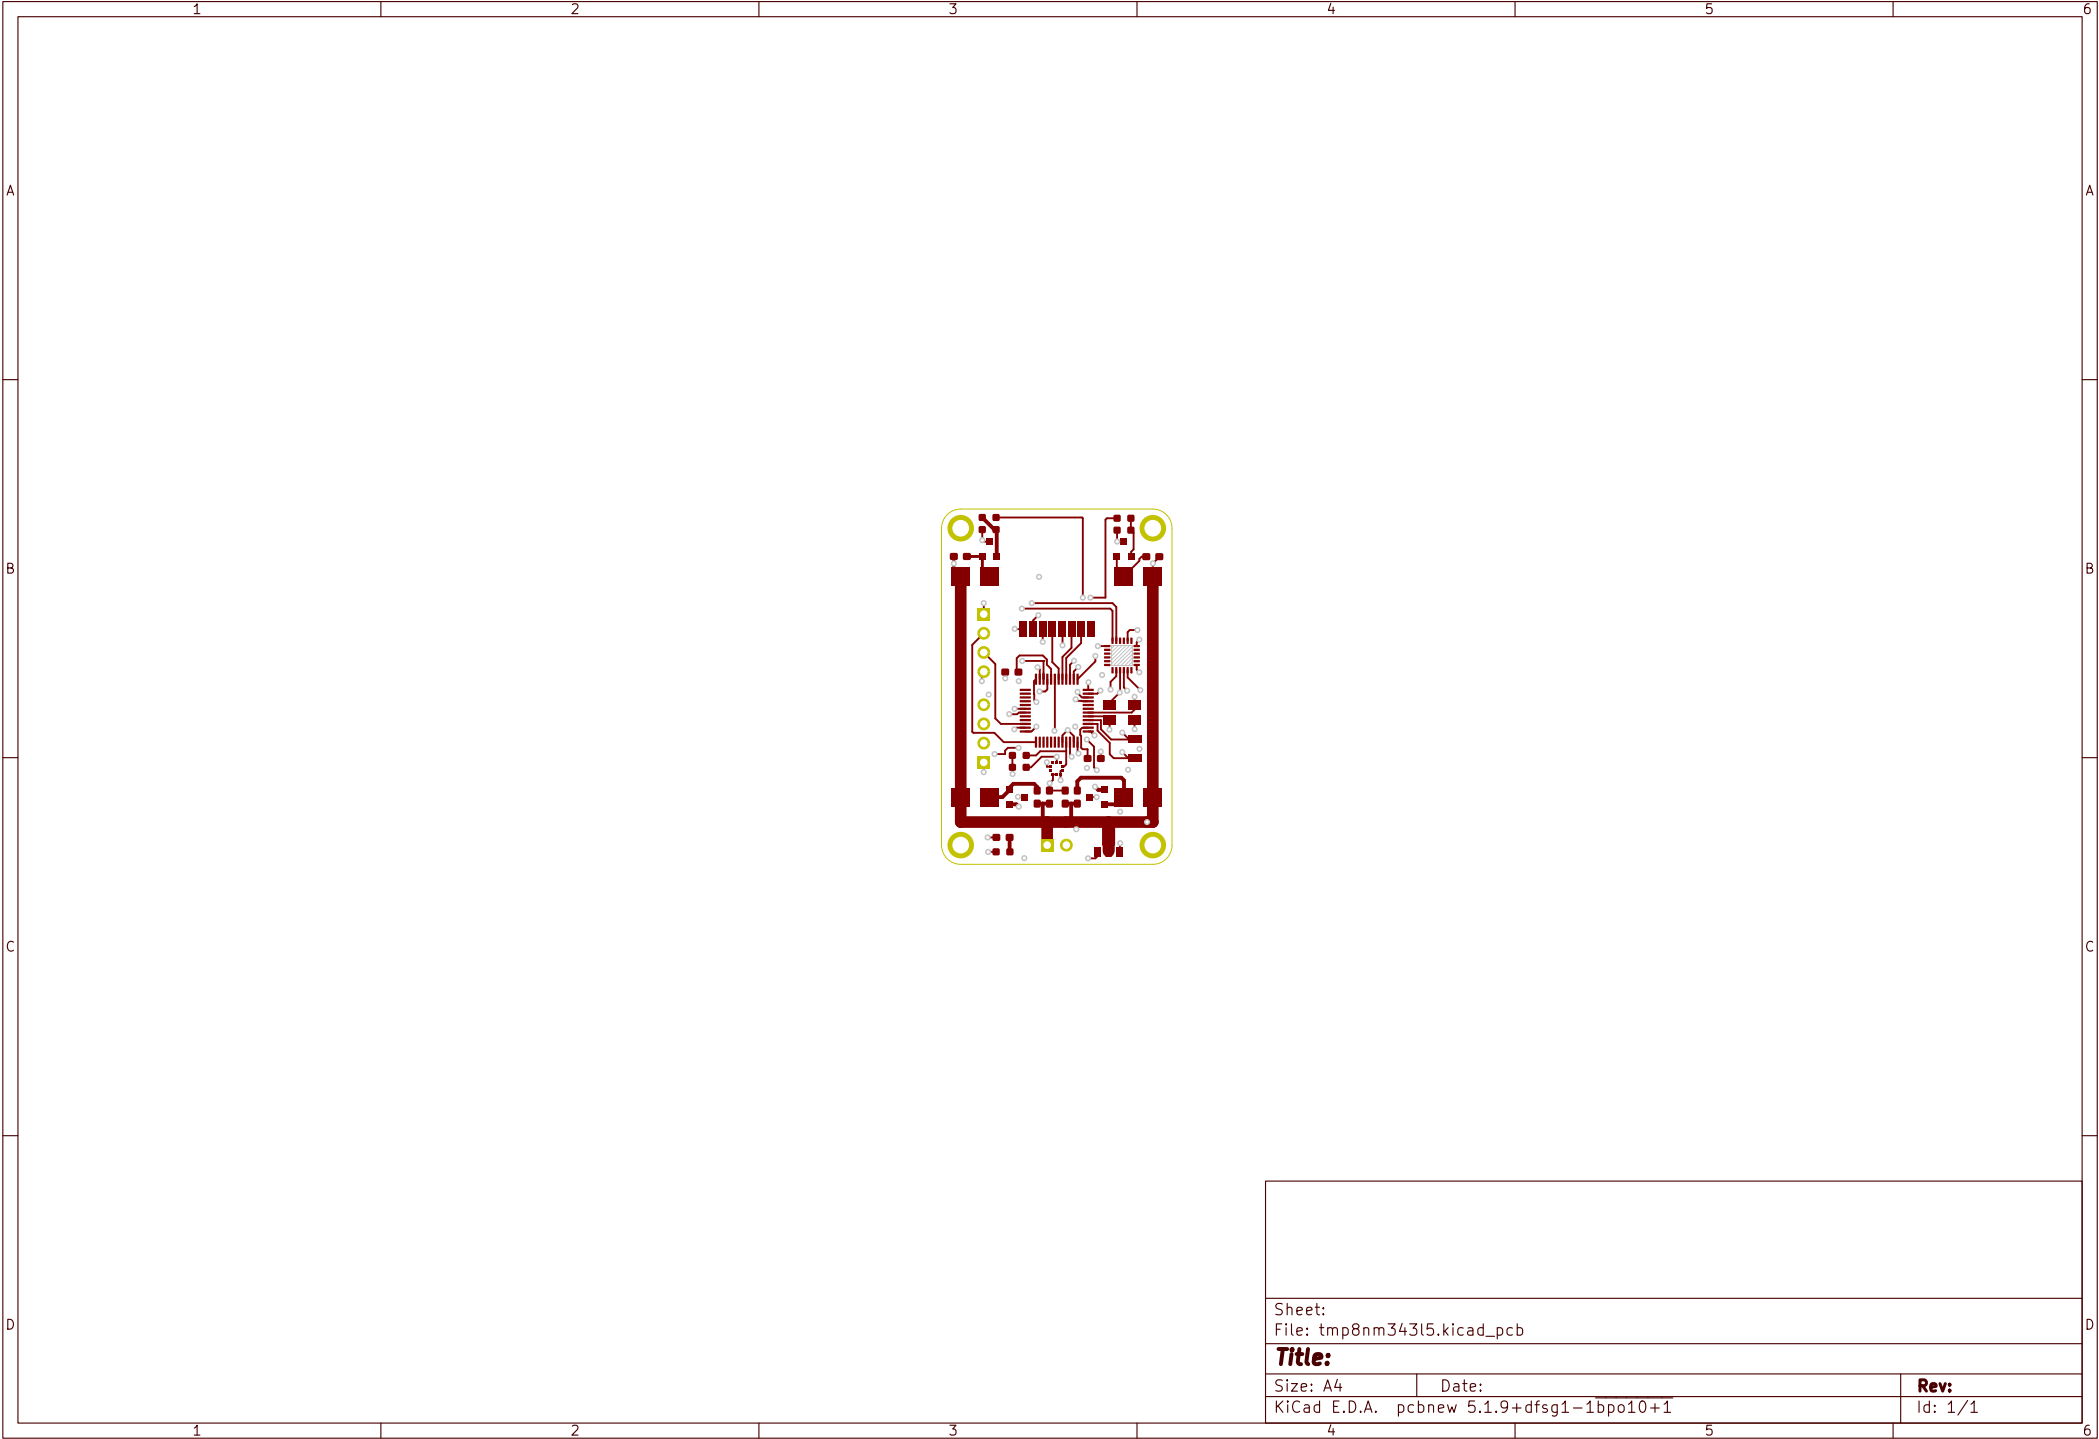 1 2 3 4 5 6
A A
B B
C C
D D
Sheet:
File: tmp8nm343l5.kicad_pcb
Title:
Size: A4 Date: Rev:
KiCad E.D.A. pcbnew 5.1.9+dfsg1-1bpo10+1 Id: 1/1
1 2 3 4 5 6